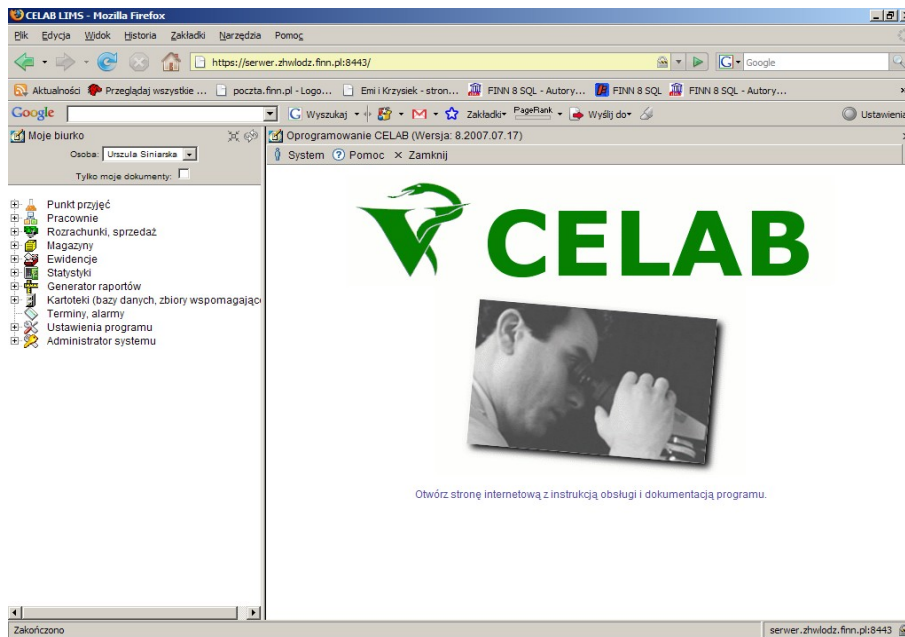 CELAB LIMS - Mozilla Firefox
Plik Edycja Widok Historia Zakładki Narzędzia Pomoc
https://serwer.zhwlodz.finn.pl:8443/ Google
Aktualności Przeglądaj wszystkie ... poczta.finn.pl - Logo... Emi i Krzysiek - stron... FINN 8 SQL - Autory... FINN 8 SQL FINN 8 SQL - Autory...
Google Wyszukaj Zakładki PageRank Wyślij do Ustawienia
Moje biurko
Osoba: Urszula Siniarska
Tylko moje dokumenty:
Punkt przyjęć
Pracownie
Rozrachunki, sprzedaż
Magazyny
Ewidencje
Statystyki
Generator raportów
Kartoteki (bazy danych, zbiory wspomagające
Terminy, alarmy
Ustawienia programu
Administrator systemu
Oprogramowanie CELAB (Wersja: 8.2007.07.17)
System Pomoc Zamknij
CELAB
Otwórz stronę internetową z instrukcją obsługi i dokumentacją programu.
Zakończono serwer.zhwlodz.finn.pl:8443